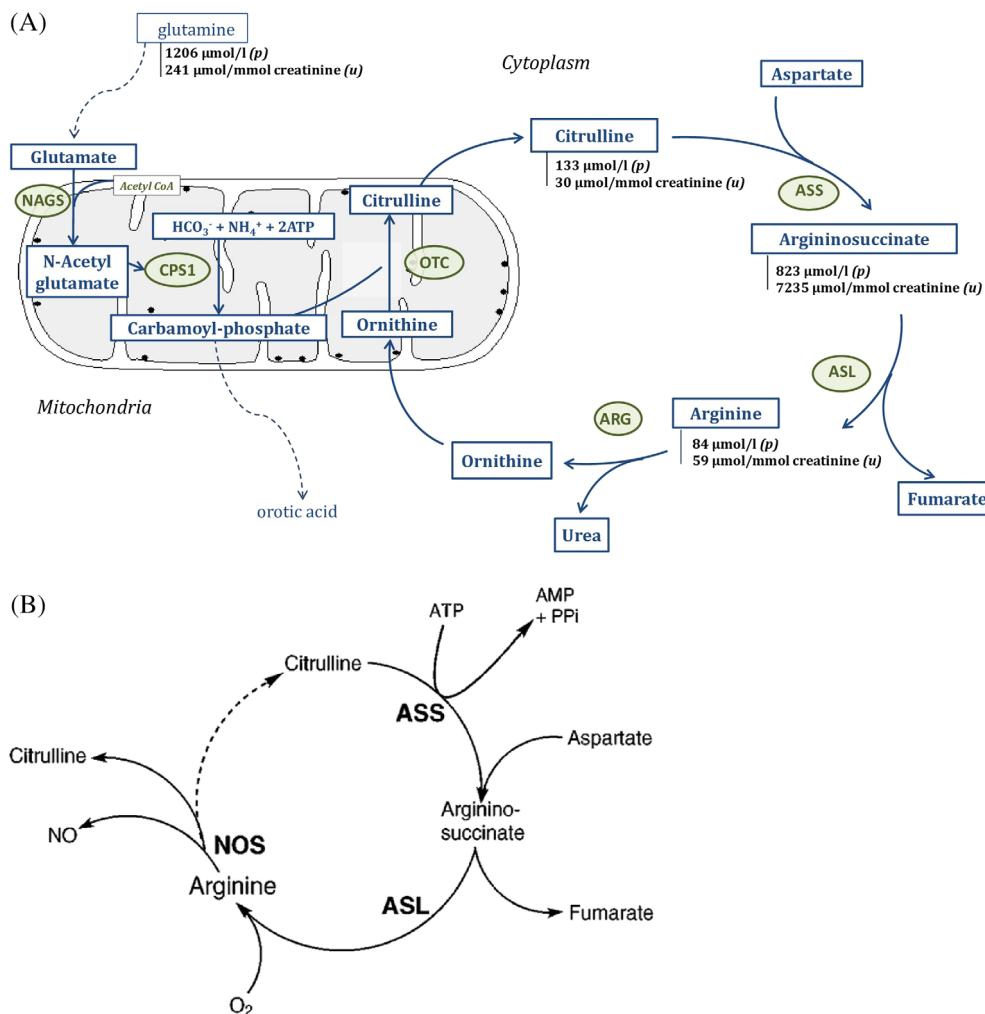 (A)
glutamine
1206 µmol/l (p)
241 µmol/mmol creatinine (u)
Cytoplasm
Aspartate
Glutamate
Citrulline
133 µmol/l (p)
30 µmol/mmol creatinine (u)
NAGS
Acetyl CoA
Citrulline
ASS
HCO₃⁻ + NH₄⁺ + 2ATP
Argininosuccinate
823 µmol/l (p)
7235 µmol/mmol creatinine (u)
N-Acetyl
glutamate
CPS1
OTC
Carbamoyl-phosphate
Ornithine
ASL
Mitochondria
ARG
Arginine
84 µmol/l (p)
59 µmol/mmol creatinine (u)
Ornithine
Fumarate
orotic acid
Urea
(B)
ATP
AMP
+ PPi
Citrulline
ASS
Aspartate
Citrulline
Arginino-
succinate
NO
NOS
Arginine
ASL
Fumarate
O₂